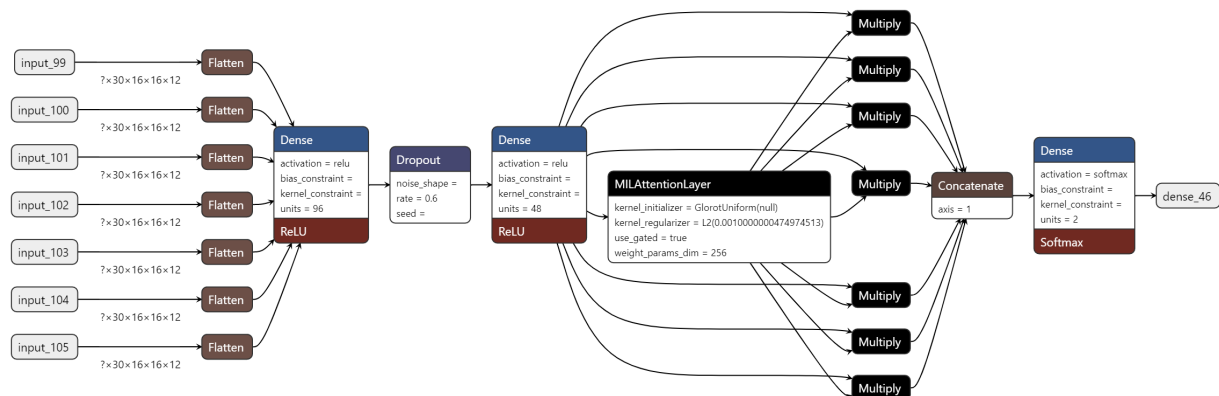 input_99
?×30×16×16×12
Flatten
input_100
?×30×16×16×12
Flatten
input_101
?×30×16×16×12
Flatten
input_102
?×30×16×16×12
Flatten
input_103
?×30×16×16×12
Flatten
input_104
?×30×16×16×12
Flatten
input_105
?×30×16×16×12
Flatten
Dense
activation = relu
bias_constraint =
kernel_constraint =
units = 96
ReLU
Dropout
noise_shape =
rate = 0.6
seed =
Dense
activation = relu
bias_constraint =
kernel_constraint =
units = 48
ReLU
MILAttentionLayer
kernel_initializer = GlorotUniform(null)
kernel_regularizer = L2(0.0010000000474974513)
use_gated = true
weight_params_dim = 256
Multiply
Multiply
Multiply
Multiply
Multiply
Multiply
Multiply
Concatenate
axis = 1
Dense
activation = softmax
bias_constraint =
kernel_constraint =
units = 2
Softmax
dense_46